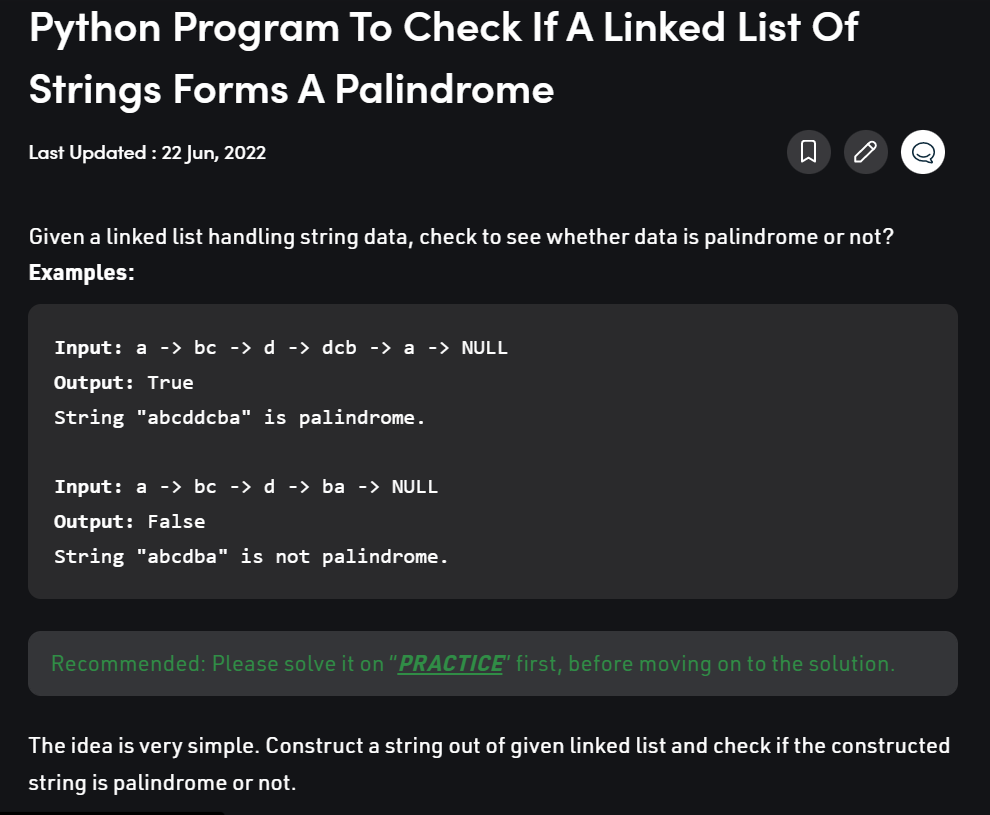 Python Program To Check If A Linked List Of
Strings Forms A Palindrome
Last Updated : 22 Jun, 2022
Given a linked list handling string data, check to see whether data is palindrome or not?
Examples:
Input: a -> bc -> d -> dcb -> a -> NULL
Output: True
String "abcddcba" is palindrome.
Input: a -> bc -> d -> ba -> NULL
Output: False
String "abcdba" is not palindrome.
Recommended: Please solve it on “PRACTICE” first, before moving on to the solution.
The idea is very simple. Construct a string out of given linked list and check if the constructed
string is palindrome or not.